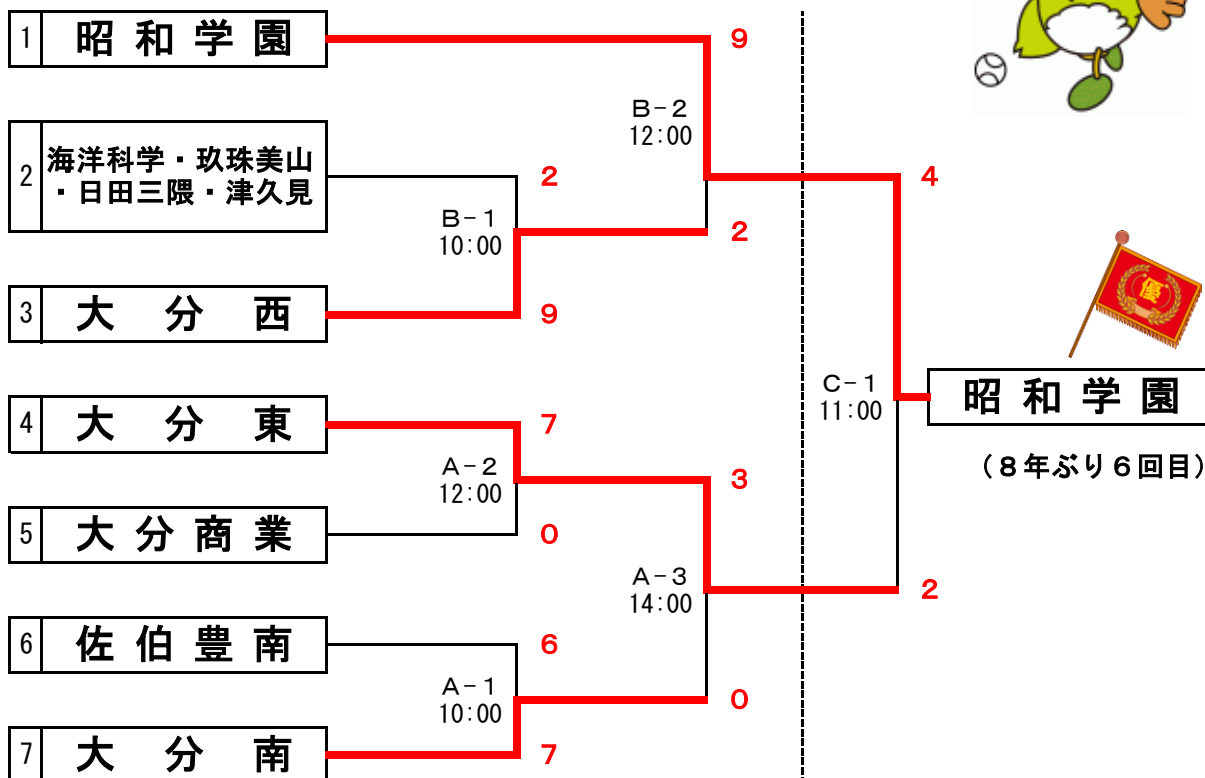 1 昭和学園
9
B-2
12:00
2 海洋科学・玖珠美山
・日田三隈・津久見
2
4
B-1
10:00
2
3 大分西
9
優
C-1
11:00
昭和学園
4 大分東
7
(8年ぶり6回目)
A-2
12:00
3
5 大分商業
0
A-3
14:00
2
6 佐伯豊南
6
A-1
10:00
0
7 大分南
7